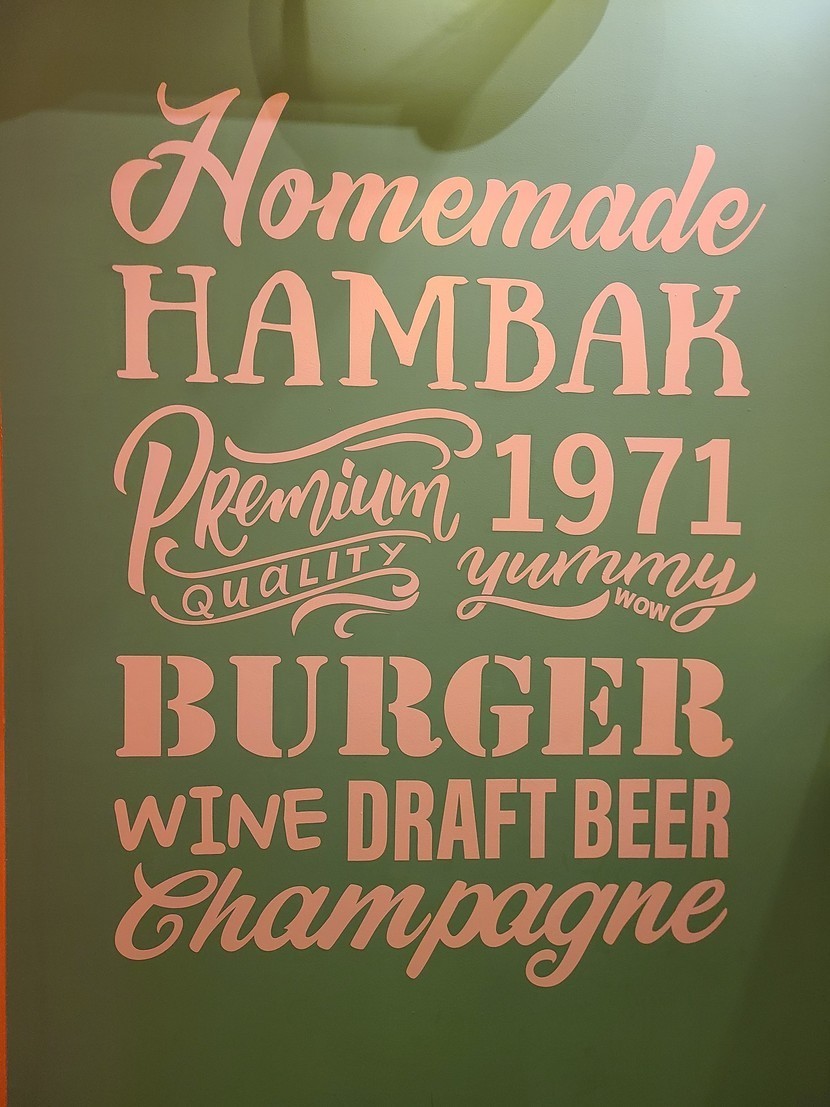 Homemade
HAMBAK
Premium
QUALITY
1971
yummy
WOW
BURGER
WINE DRAFT BEER
Champagne